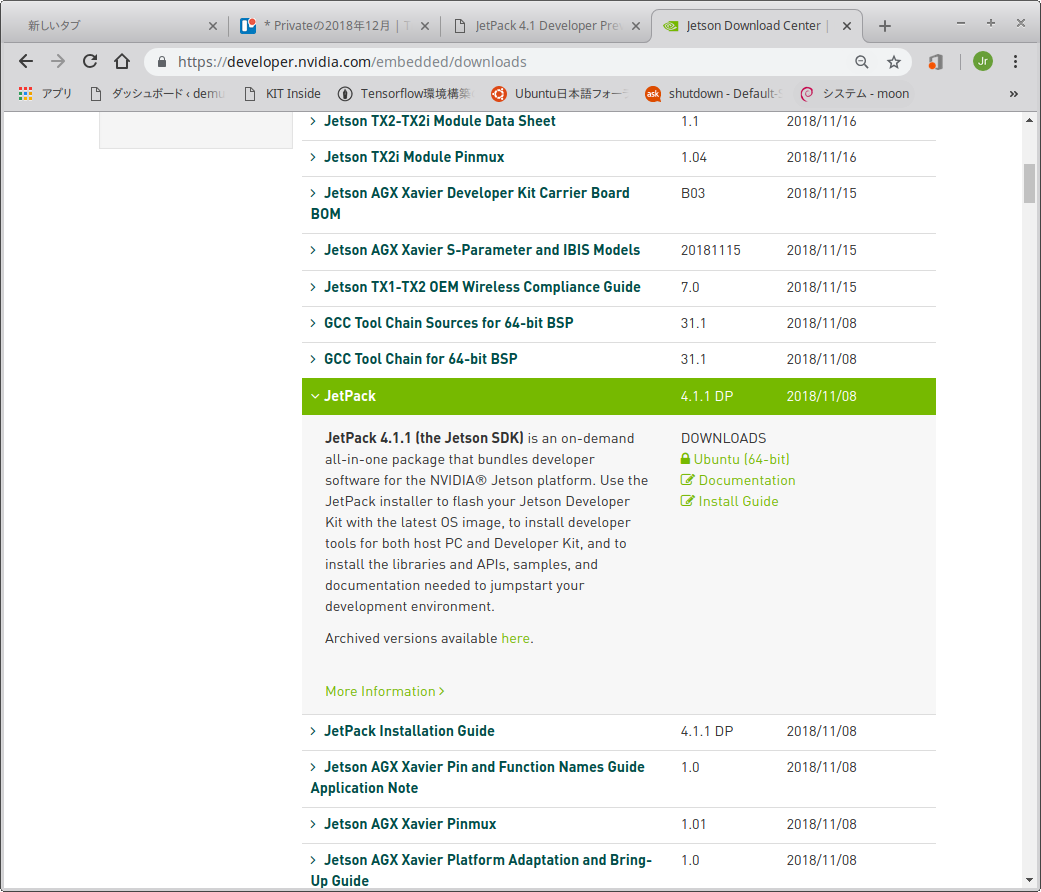 新しいタブ
* Privateの2018年12月 | T
JetPack 4.1 Developer Prev
Jetson Download Center |
https://developer.nvidia.com/embedded/downloads
Jr
アプリ
ダッシュボード ‹ demu
KIT Inside
Tensorflow環境構築
Ubuntu日本語フォー
ask
shutdown - Default-S
システム - moon
»
Jetson TX2-TX2i Module Data Sheet 1.1 2018/11/16
Jetson TX2i Module Pinmux 1.04 2018/11/16
Jetson AGX Xavier Developer Kit Carrier Board B03 2018/11/15
BOM
Jetson AGX Xavier S-Parameter and IBIS Models 20181115 2018/11/15
Jetson TX1-TX2 OEM Wireless Compliance Guide 7.0 2018/11/15
GCC Tool Chain Sources for 64-bit BSP 31.1 2018/11/08
GCC Tool Chain for 64-bit BSP 31.1 2018/11/08
JetPack 4.1.1 DP 2018/11/08
JetPack 4.1.1 (the Jetson SDK) is an on-demand
all-in-one package that bundles developer
software for the NVIDIA® Jetson platform. Use the
JetPack installer to flash your Jetson Developer
Kit with the latest OS image, to install developer
tools for both host PC and Developer Kit, and to
install the libraries and APIs, samples, and
documentation needed to jumpstart your
development environment.
Archived versions available here.
More Information >
DOWNLOADS
Ubuntu (64-bit)
Documentation
Install Guide
JetPack Installation Guide 4.1.1 DP 2018/11/08
Jetson AGX Xavier Pin and Function Names Guide 1.0 2018/11/08
Application Note
Jetson AGX Xavier Pinmux 1.01 2018/11/08
Jetson AGX Xavier Platform Adaptation and Bring- 1.0 2018/11/08
Up Guide